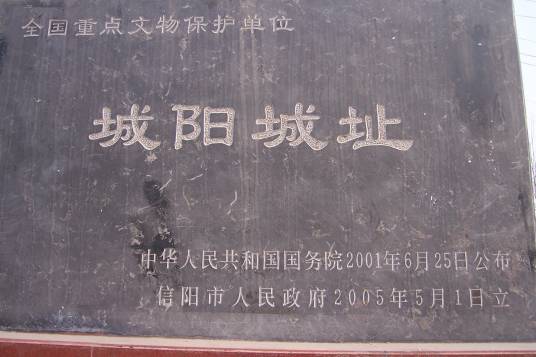 全国重点文物保护单位
城阳城址
中华人民共和国国务院2001年6月25日公布
信阳市人民政府2005年5月1日立